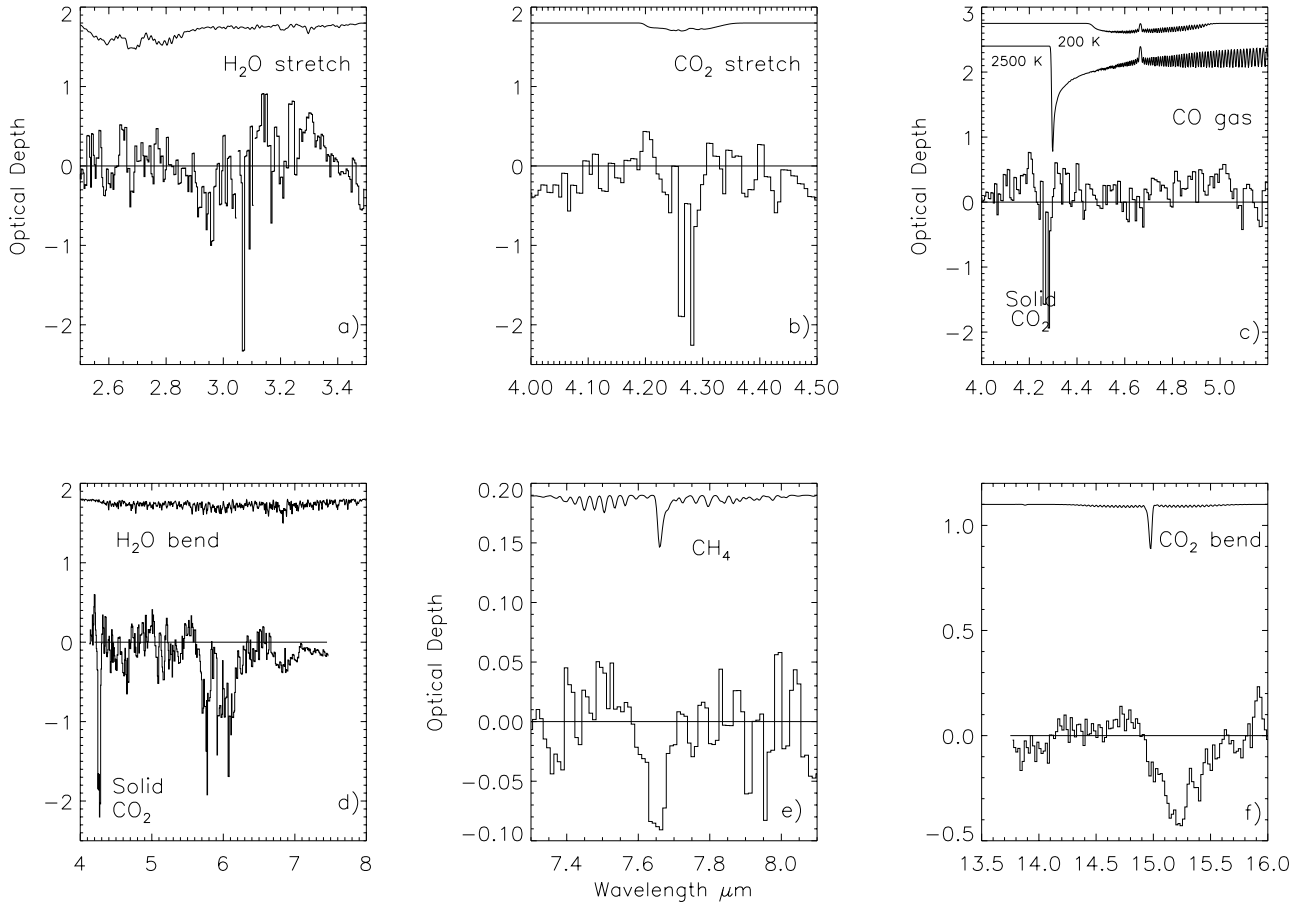 2
1
0
−1
−2
2.6 2.8 3.0 3.2 3.4
Optical Depth
H₂O stretch
a)
2
1
0
−1
−2
4.00 4.10 4.20 4.30 4.40 4.50
CO₂ stretch
b)
3
2
1
0
−1
−2
4.0 4.2 4.4 4.6 4.8 5.0
Optical Depth
200 K
2500 K
CO gas
Solid
CO₂
c)
2
1
0
−1
−2
4 5 6 7 8
H₂O bend
Solid
CO₂
d)
0.20
0.15
0.10
0.05
0.00
−0.05
−0.10
7.4 7.6 7.8 8.0
Optical Depth
Wavelength μm
CH₄
e)
1.0
0.5
0.0
−0.5
13.5 14.0 14.5 15.0 15.5 16.0
CO₂ bend
f)